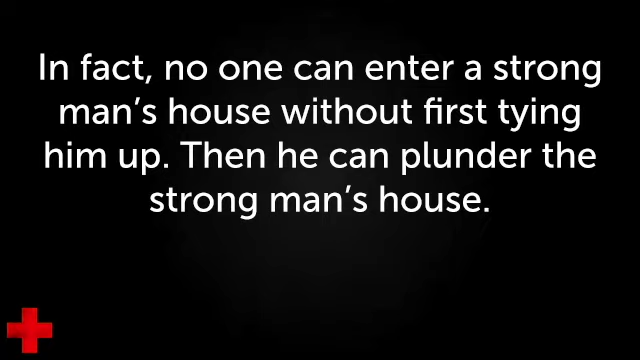 In fact, no one can enter a strong
man’s house without first tying
him up. Then he can plunder the
strong man’s house.